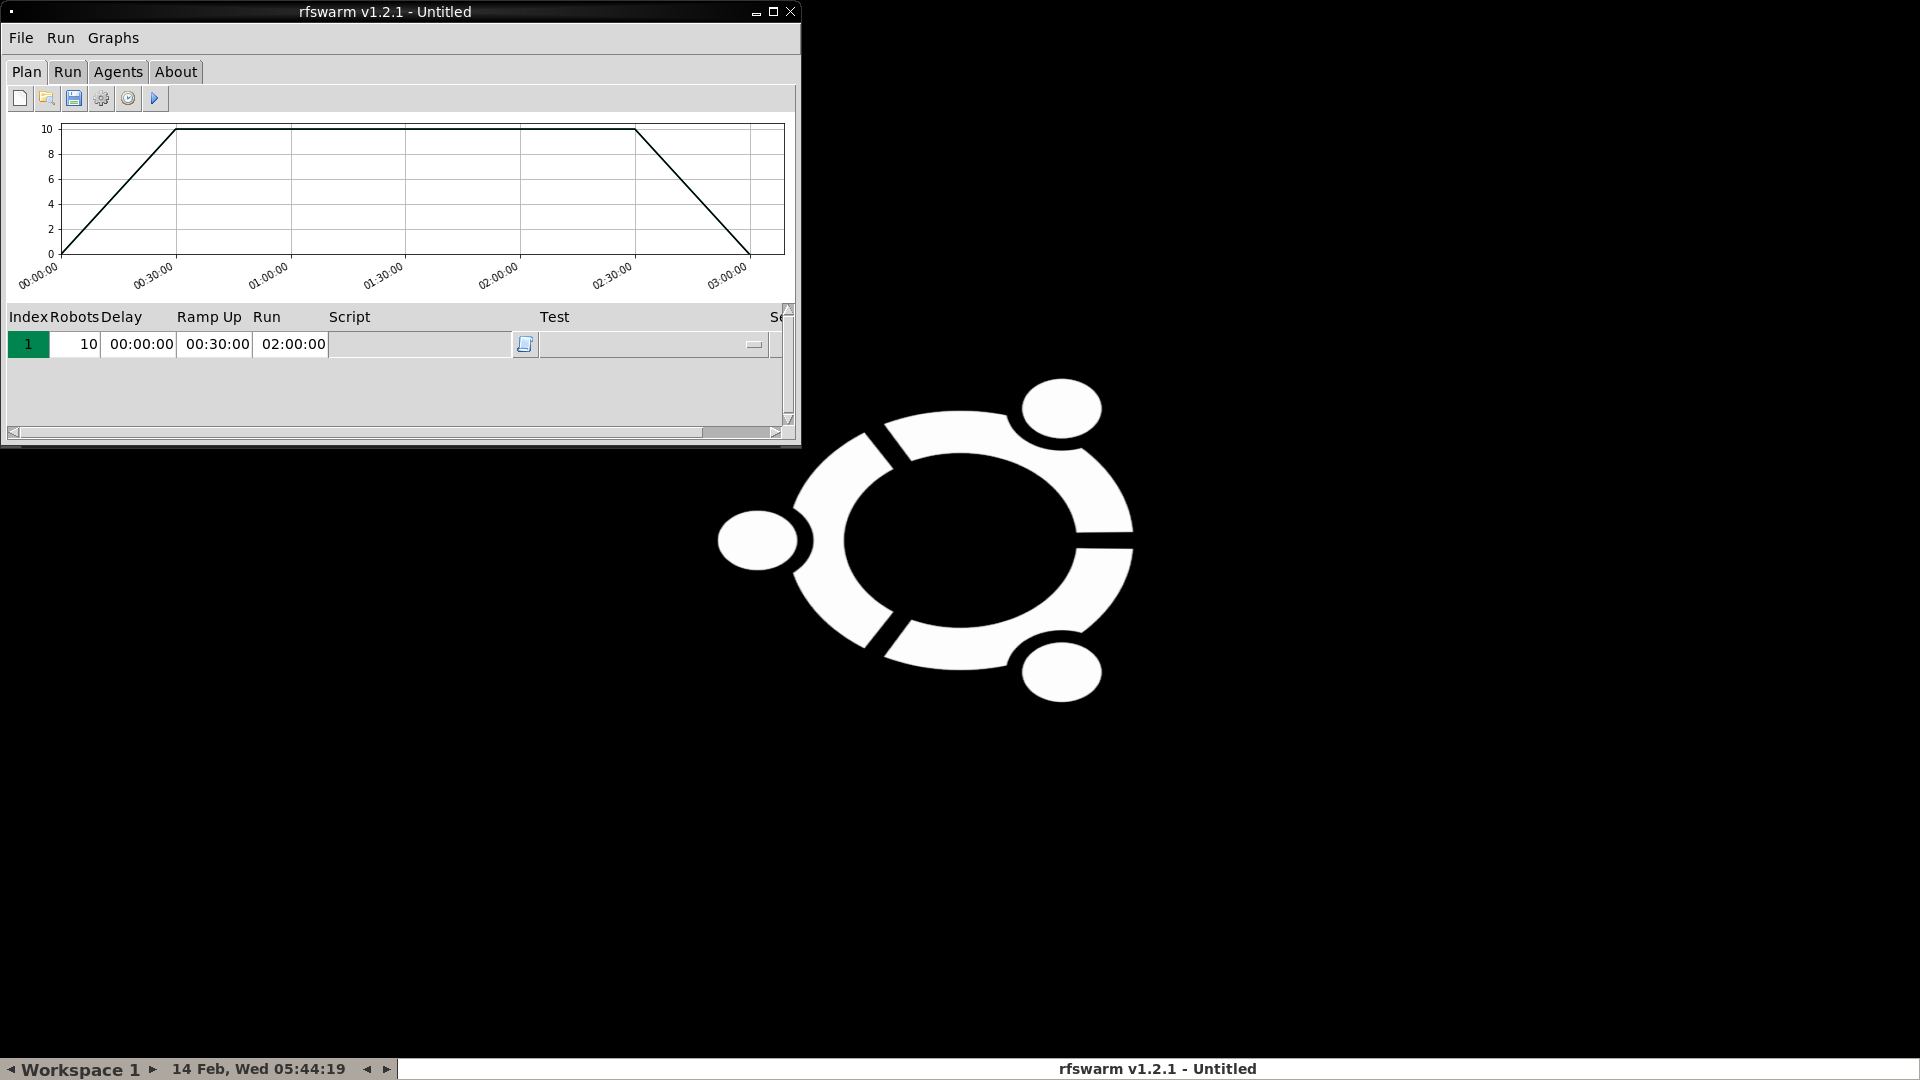 rfswarm v1.2.1 - Untitled
File Run Graphs
Plan Run Agents About
10
8
6
4
2
0
00:00:00 00:30:00 01:00:00 01:30:00 02:00:00 02:30:00 03:00:00
Index Robots Delay Ramp Up Run Script Test Se
1 10 00:00:00 00:30:00 02:00:00
Workspace 1 14 Feb, Wed 05:44:19 rfswarm v1.2.1 - Untitled